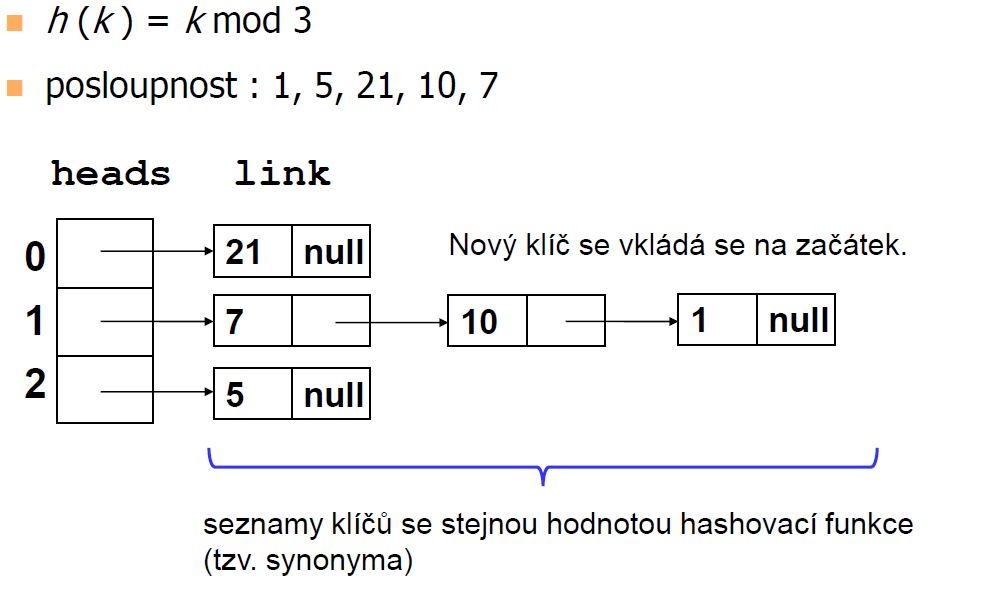 h (k ) = k mod 3
posloupnost : 1, 5, 21, 10, 7
heads link
0 21 null Nový klíč se vkládá se na začátek.
1 7 10 1 null
2 5 null
seznamy klíčů se stejnou hodnotou hashovací funkce
(tzv. synonyma)